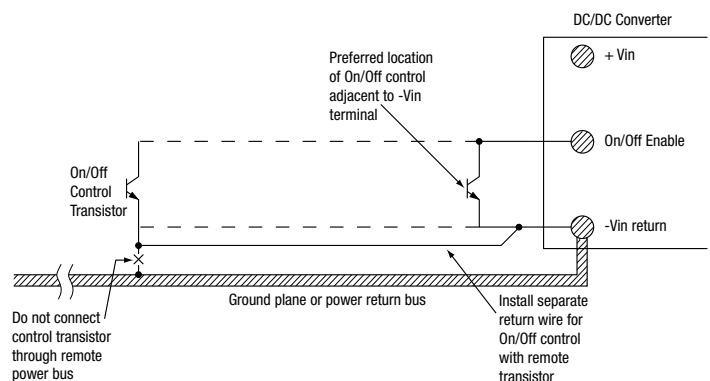 DC/DC Converter
+ Vin
Preferred location
of On/Off control
adjacent to -Vin
terminal
On/Off Enable
On/Off
Control
Transistor
-Vin return
Ground plane or power return bus
Do not connect
control transistor
through remote
power bus
Install separate
return wire for
On/Off control
with remote
transistor